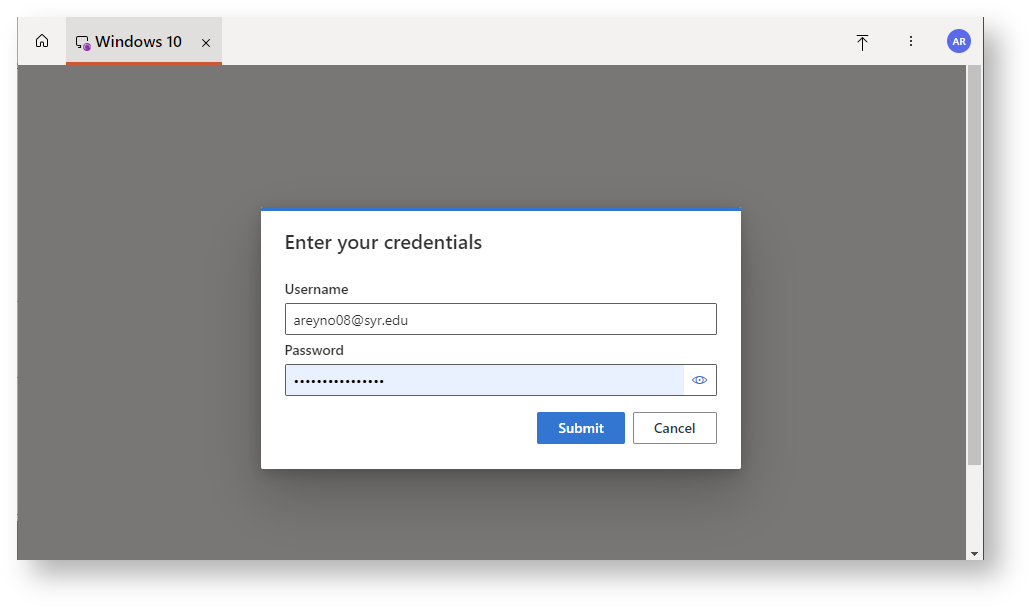 Windows 10
AR
Enter your credentials
Username
areyno08@syr.edu
Password
••••••••••••••••
Submit Cancel